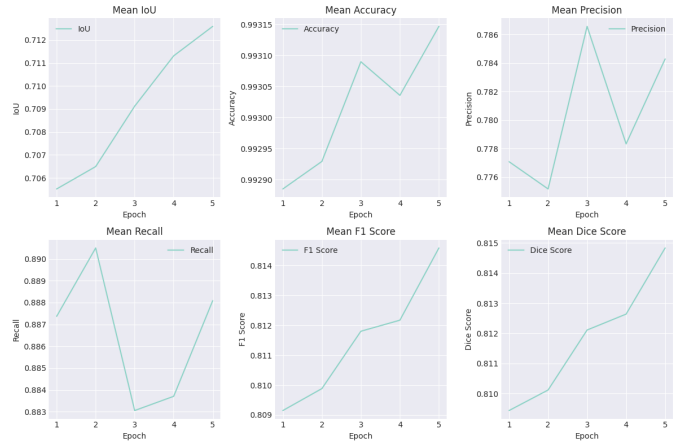 Mean IoU
IoU
0.712
0.711
0.710
0.709
0.708
0.707
0.706
IoU
1 2 3 4 5
Epoch
Mean Accuracy
Accuracy
0.99315
0.99310
0.99305
0.99300
0.99295
0.99290
Accuracy
1 2 3 4 5
Epoch
Mean Precision
Precision
0.786
0.784
0.782
0.780
0.778
0.776
Precision
1 2 3 4 5
Epoch
Mean Recall
Recall
0.890
0.889
0.888
0.887
0.886
0.885
0.884
0.883
Recall
1 2 3 4 5
Epoch
Mean F1 Score
F1 Score
0.814
0.813
0.812
0.811
0.810
0.809
F1 Score
1 2 3 4 5
Epoch
Mean Dice Score
Dice Score
0.815
0.814
0.813
0.812
0.811
0.810
Dice Score
1 2 3 4 5
Epoch